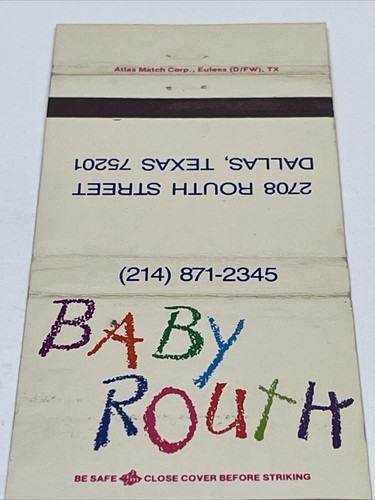 Atlas Match Corp., Euless (D/FW), TX
2708 ROUTH STREET
DALLAS, TEXAS 75201
(214) 871-2345
BABY
ROUTH
BE SAFE CLOSE COVER BEFORE STRIKING